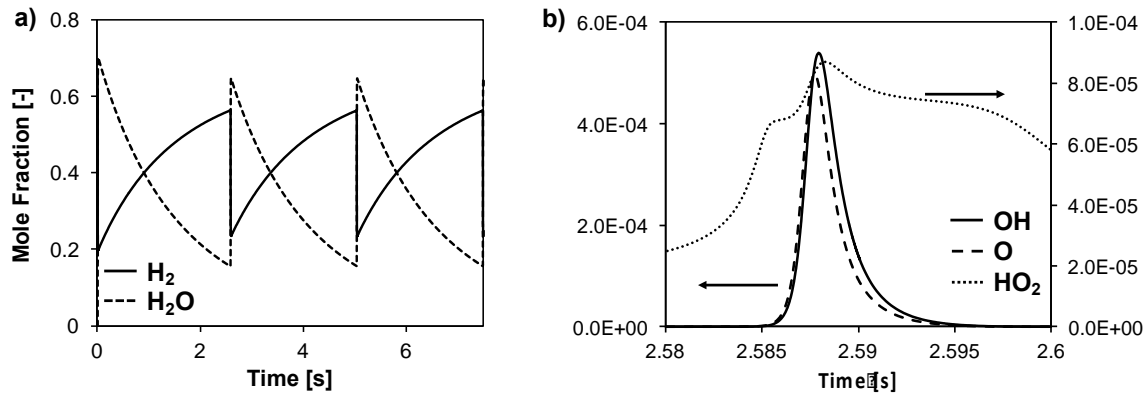 a)
0.8
0.6
0.4
0.2
0
Mole Fraction [-]
H2
H2O
0 2 4 6
Time [s]
b)
6.0E-04
4.0E-04
2.0E-04
0.0E+00
1.0E-04
8.0E-05
6.0E-05
4.0E-05
2.0E-05
0.0E+00
OH
O
HO2
2.58 2.585 2.59 2.595 2.6
Time [s]